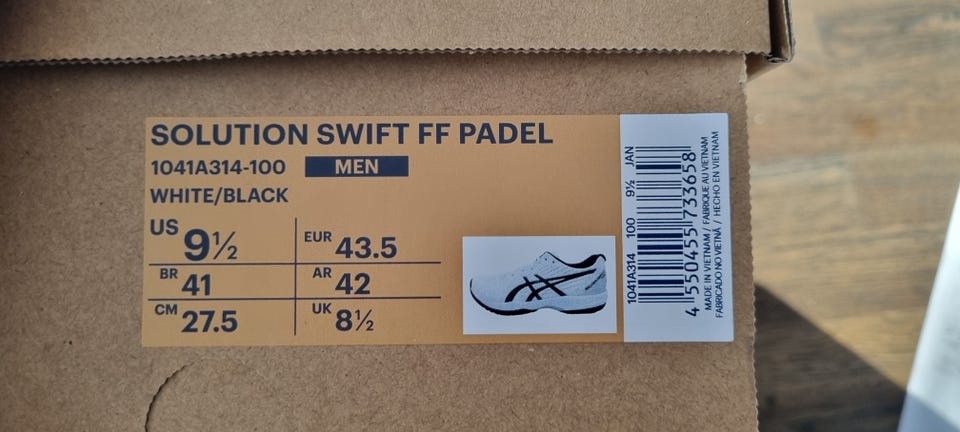 SOLUTION SWIFT FF PADEL
1041A314-100 MEN
WHITE/BLACK
US 9½ EUR 43.5
BR 41 AR 42
CM 27.5 UK 8½
1041A314 100 9½ JAN
4 550455 733658
MADE IN VIETNAM / FABRIQUE AU VIETNAM
FABRICADO NO VIETNÃ / HECHO EN VIETNAM